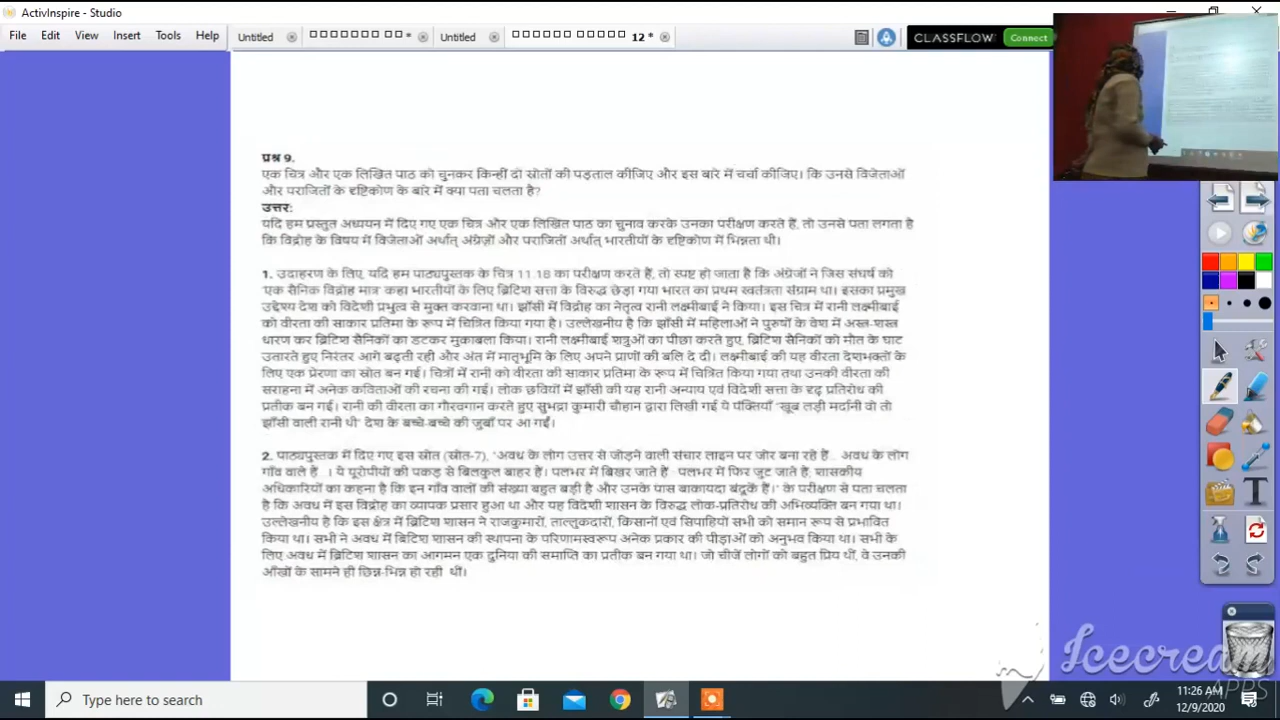 ActivInspire - Studio
File Edit View Insert Tools Help
Untitled
Untitled
12 *
CLASSFLOW Connect
प्रश्न 9.
एक चित्र और एक लिखित पाठ को चुनकर किन्हीं दो स्रोतों की पड़ताल कीजिए और इस बारे में चर्चा कीजिए। कि उनसे विजेताओं
और पराजितों के दृष्टिकोण के बारे में क्या पता चलता है?
उत्तर:
यदि हम प्रस्तुत अध्ययन में दिए गए एक चित्र और एक लिखित पाठ का चुनाव करके उनका परीक्षण करते हैं, तो उनसे पता लगता है
कि विद्रोह के विषय में विजेताओं अर्थात् अंग्रेज़ों और पराजितों अर्थात् भारतीयों के दृष्टिकोण में भिन्नता थी।
1. उदाहरण के लिए, यदि हम पाठ्यपुस्तक के चित्र 11.18 का परीक्षण करते हैं, तो स्पष्ट हो जाता है कि अंग्रेजों ने जिस संघर्ष को
'एक सैनिक विद्रोह मात्र' कहा भारतीयों के लिए ब्रिटिश सत्ता के विरुद्ध छेड़ा गया भारत का प्रथम स्वतंत्रता संग्राम था। इसका प्रमुख
उद्देश्य देश को विदेशी प्रभुत्व से मुक्त करवाना था। झाँसी में विद्रोह का नेतृत्व रानी लक्ष्मीबाई ने किया। इस चित्र में रानी लक्ष्मीबाई
को वीरता की साकार प्रतिमा के रूप में चित्रित किया गया है। उल्लेखनीय है कि झाँसी में महिलाओं ने पुरुषों के वेश में अस्त्र-शस्त्र
धारण कर ब्रिटिश सैनिकों का डटकर मुकाबला किया। रानी लक्ष्मीबाई शत्रुओं का पीछा करते हुए, ब्रिटिश सैनिकों को मौत के घाट
उतारते हुए निरंतर आगे बढ़ती रही और अंत में मातृभूमि के लिए अपने प्राणों की बलि दे दी। लक्ष्मीबाई की यह वीरता देशभक्तों के
लिए एक प्रेरणा का स्रोत बन गई। चित्रों में रानी को वीरता की साकार प्रतिमा के रूप में चित्रित किया गया तथा उनकी वीरता की
सराहना में अनेक कविताओं की रचना की गई। लोक छवियों में झाँसी की यह रानी अन्याय एवं विदेशी सत्ता के दृढ़ प्रतिरोध की
प्रतीक बन गई। रानी की वीरता का गौरवगान करते हुए सुभद्रा कुमारी चौहान द्वारा लिखी गई ये पंक्तियाँ "खूब लड़ी मर्दानी वो तो
झाँसी वाली रानी थी" देश के बच्चे-बच्चे की जुबाँ पर आ गईं।
2. पाठ्यपुस्तक में दिए गए इस स्रोत (स्रोत-7), "अवध के लोग उत्तर से जोड़ने वाली संचार लाइन पर जोर बना रहे हैं... अवध के लोग
गाँव वाले हैं...। ये यूरोपीयों की पकड़ से बिलकुल बाहर हैं। पलभर में बिखर जाते हैं : पलभर में फिर जुट जाते हैं; शासकीय
अधिकारियों का कहना है कि इन गाँव वालों की संख्या बहुत बड़ी है और उनके पास बाकायदा बंदूकें हैं।" के परीक्षण से पता चलता
है कि अवध में इस विद्रोह का व्यापक प्रसार हुआ था और यह विदेशी शासन के विरुद्ध लोक-प्रतिरोध की अभिव्यक्ति बन गया था।
उल्लेखनीय है कि इस क्षेत्र में ब्रिटिश शासन ने राजकुमारों, ताल्लुकदारों, किसानों एवं सिपाहियों सभी को समान रूप से प्रभावित
किया था। सभी ने अवध में ब्रिटिश शासन की स्थापना के परिणामस्वरूप अनेक प्रकार की पीड़ाओं को अनुभव किया था। सभी के
लिए अवध में ब्रिटिश शासन का आगमन एक दुनिया की समाप्ति का प्रतीक बन गया था। जो चीजें लोगों को बहुत प्रिय थीं, वे उनकी
आँखों के सामने ही छिन्न-भिन्न हो रही थीं।
Icecream
APPS
Type here to search
11:26 AM
12/9/2020